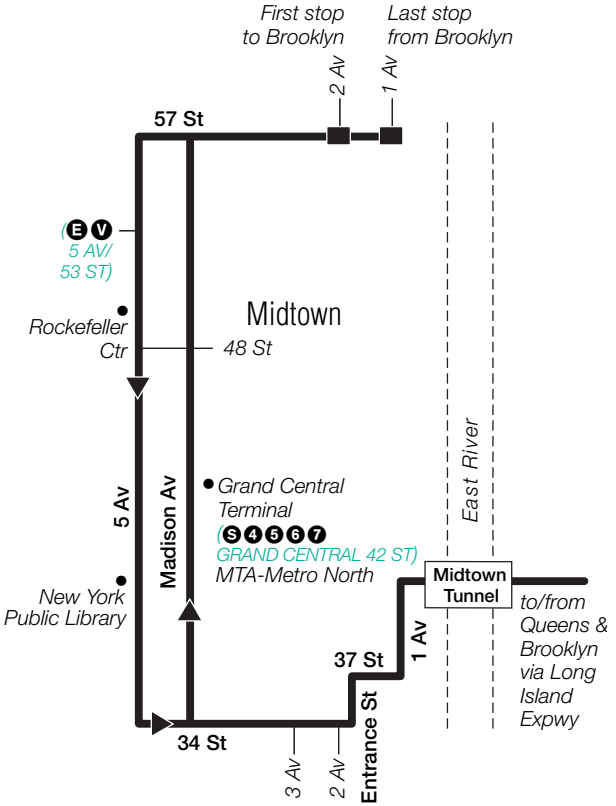 First stop
to Brooklyn
Last stop
from Brooklyn
2 Av
1 Av
57 St
(E V
5 AV/
53 ST)
Rockefeller
Ctr
Midtown
48 St
5 Av
Madison Av
Grand Central
Terminal
(S 4 5 6 7
GRAND CENTRAL 42 ST)
MTA-Metro North
East River
New York
Public Library
Midtown
Tunnel
to/from
Queens &
Brooklyn
via Long
Island
Expwy
1 Av
37 St
Entrance St
34 St
3 Av
2 Av